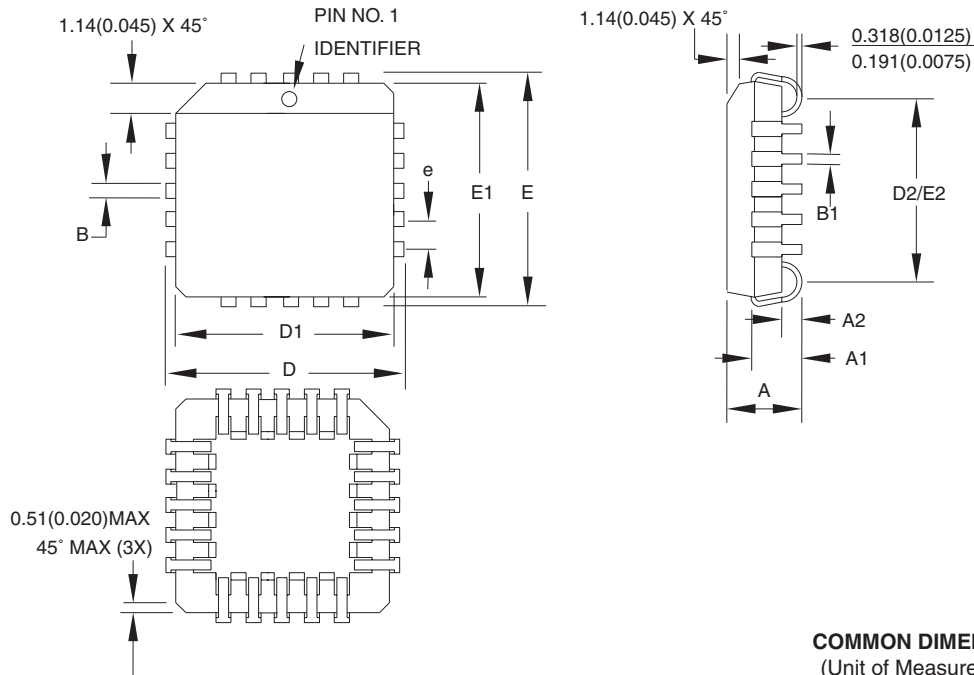 1.14(0.045) X 45˚
PIN NO. 1
IDENTIFIER
1.14(0.045) X 45˚
0.318(0.0125)
0.191(0.0075)
e
E1
E
B
D2/E2
B1
D1
D
A2
A1
A
0.51(0.020)MAX
45˚ MAX (3X)
COMMON DIMEN
(Unit of Measure